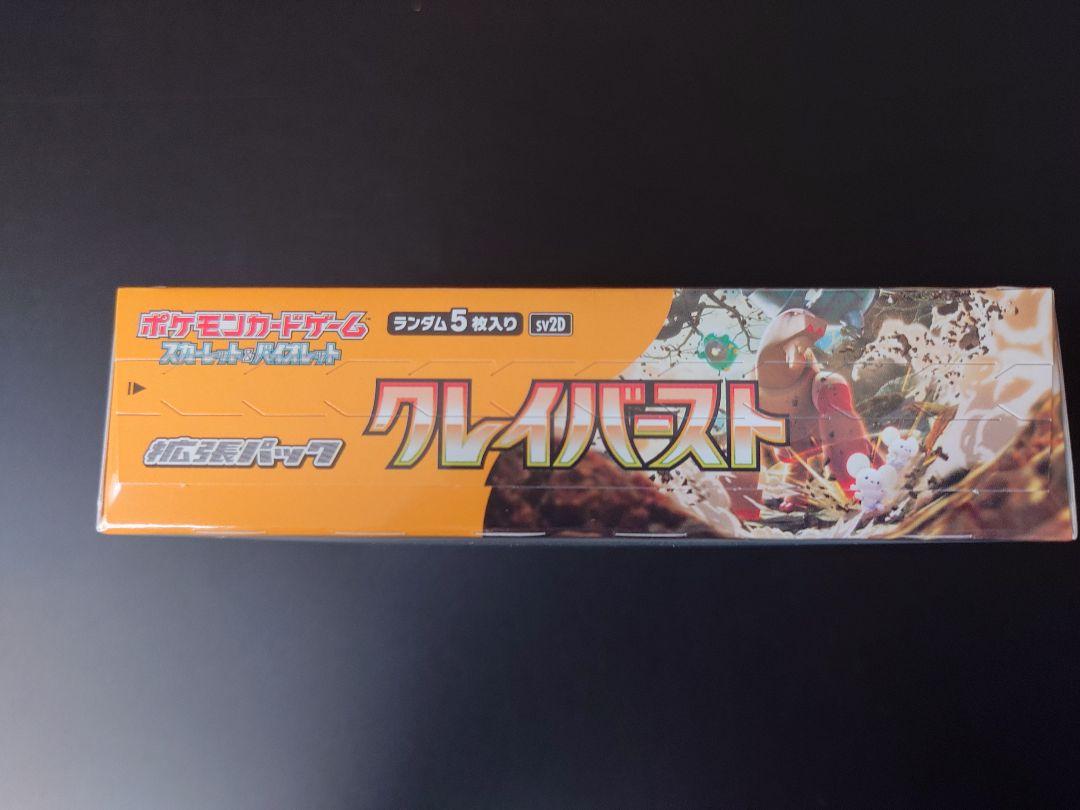 ポケモンカードゲーム™
スカーレット&バイオレット
ランダム5枚入り SV2D
クレイバースト
拡張パック